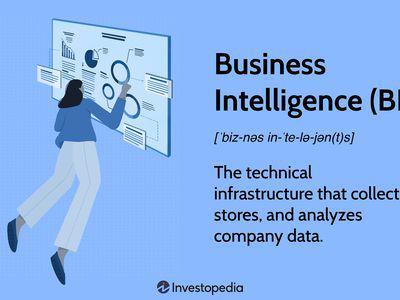 Business
Intelligence (BI
[ˈbiz-nəs in-ˈte-lə-jən(t)s]
The technical
infrastructure that collect
stores, and analyzes
company data.
Investopedia